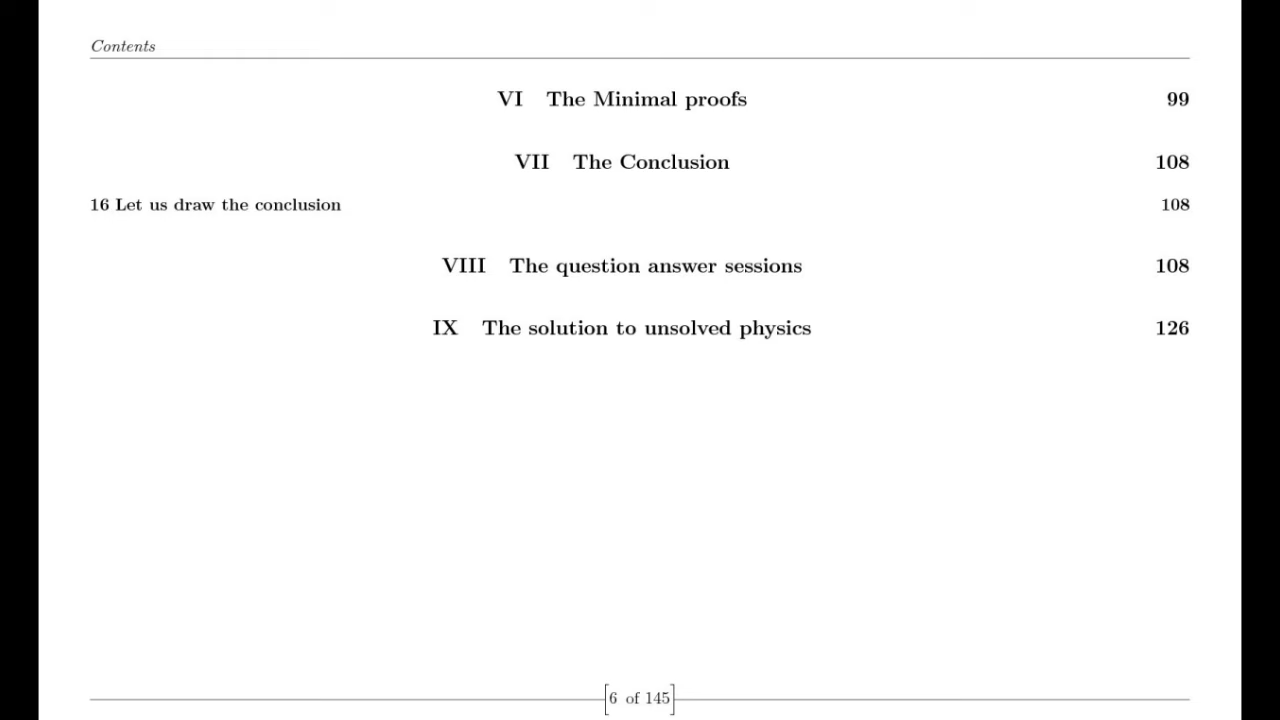 Contents
VI The Minimal proofs 99
VII The Conclusion 108
16 Let us draw the conclusion 108
VIII The question answer sessions 108
IX The solution to unsolved physics 126
[6 of 145]